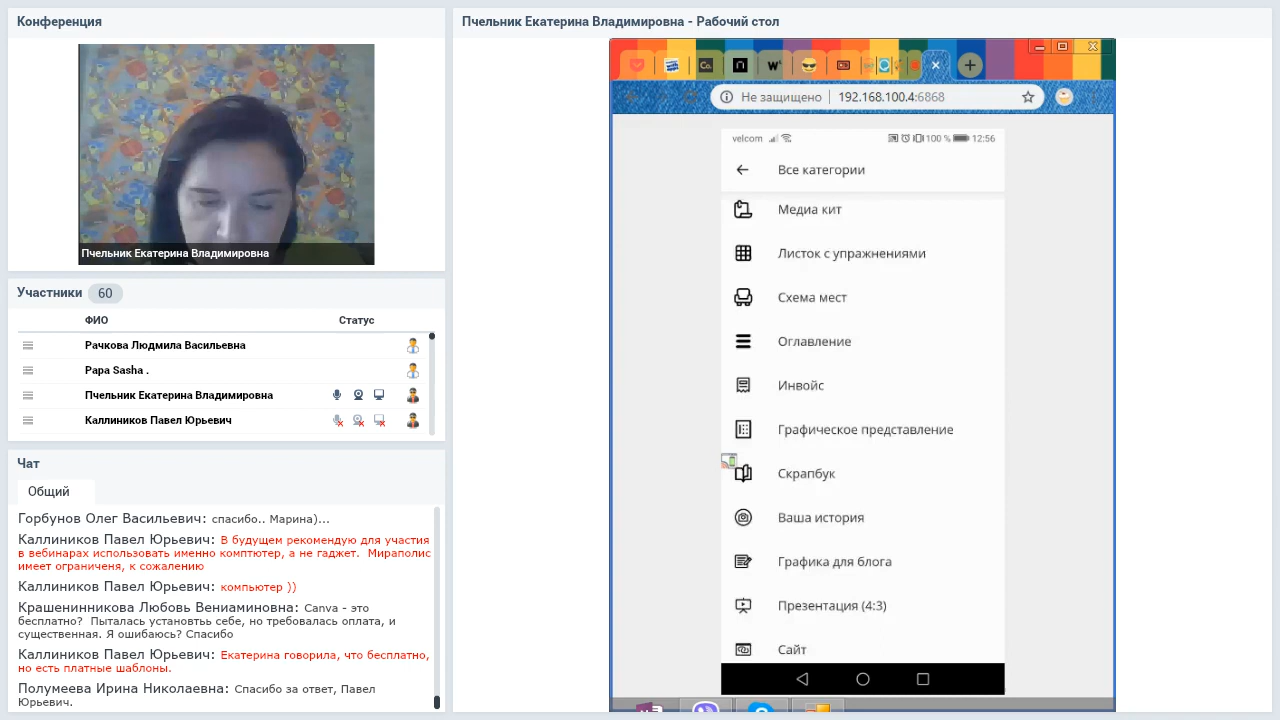 Конференция
Пчельник Екатерина Владимировна
Участники 60
ФИО Статус
Рачкова Людмила Васильевна
Papa Sasha .
Пчельник Екатерина Владимировна
Каллиников Павел Юрьевич
Чат
Общий
Горбунов Олег Васильевич: спасибо.. Марина)...
Каллиников Павел Юрьевич: В будущем рекомендую для участия
в вебинарах использовать именно комптютер, а не гаджет. Мираполис
имеет ограниченя, к сожалению
Каллиников Павел Юрьевич: компьютер ))
Крашенинникова Любовь Вениаминовна: Canva - это
бесплатно? Пыталась установтьь себе, но требовалась оплата, и
существенная. Я ошибаюсь? Спасибо
Каллиников Павел Юрьевич: Екатерина говорила, что бесплатно,
но есть платные шаблоны.
Полумеева Ирина Николаевна: Спасибо за ответ, Павел
Юрьевич.
Пчельник Екатерина Владимировна - Рабочий стол
Co.
Не защищено 192.168.100.4:6868
velcom 100 % 12:56
Все категории
Медиа кит
Листок с упражнениями
Схема мест
Оглавление
Инвойс
Графическое представление
Скрапбук
Ваша история
Графика для блога
Презентация (4:3)
Сайт